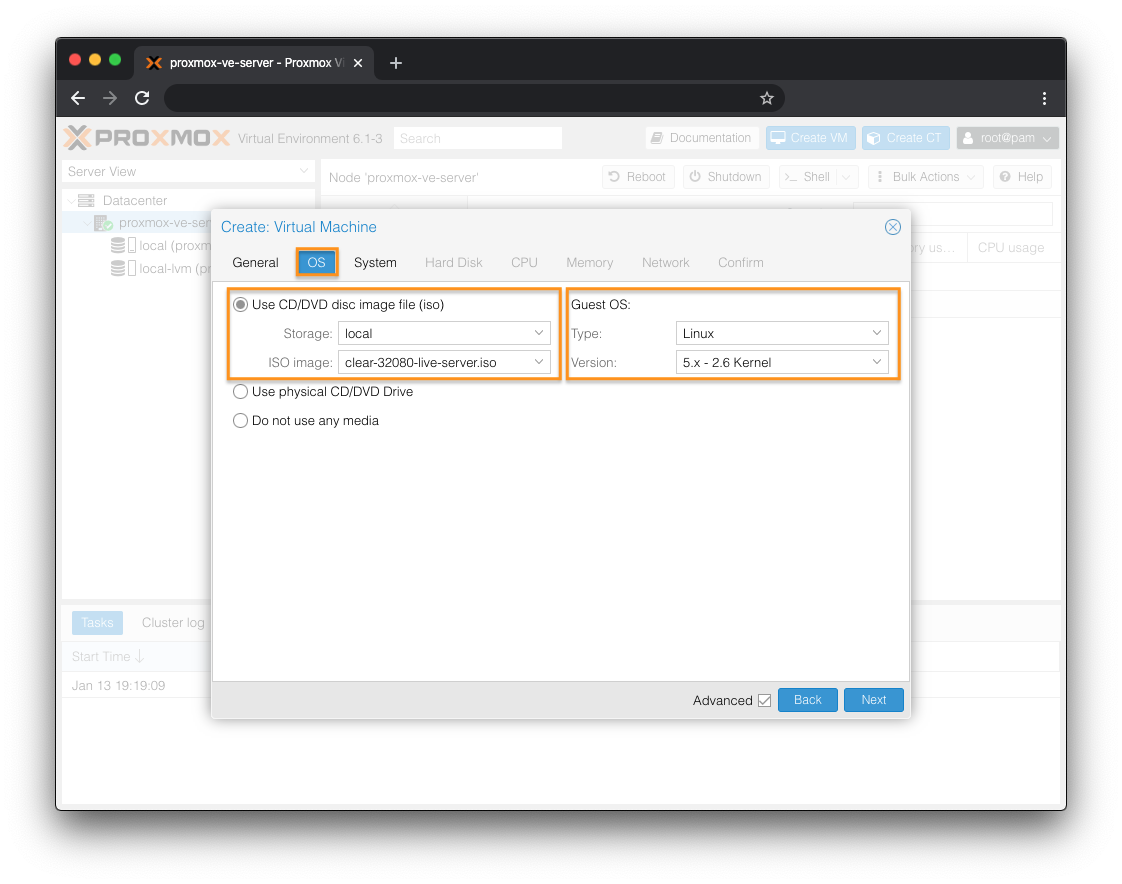 proxmox-ve-server - Proxmox Vi
PROXMOX Virtual Environment 6.1-3 Search Documentation Create VM Create CT root@pam
Server View
Node 'proxmox-ve-server' Reboot Shutdown >_ Shell Bulk Actions Help
Datacenter
proxmox-ve-ser
local (proxm
local-lvm (pr
ry us... CPU usage
Create: Virtual Machine
General OS System Hard Disk CPU Memory Network Confirm
Use CD/DVD disc image file (iso) Guest OS:
Storage: local Type: Linux
ISO image: clear-32080-live-server.iso Version: 5.x - 2.6 Kernel
Use physical CD/DVD Drive
Do not use any media
Tasks Cluster log
Start Time
Jan 13 19:19:09
Advanced Back Next